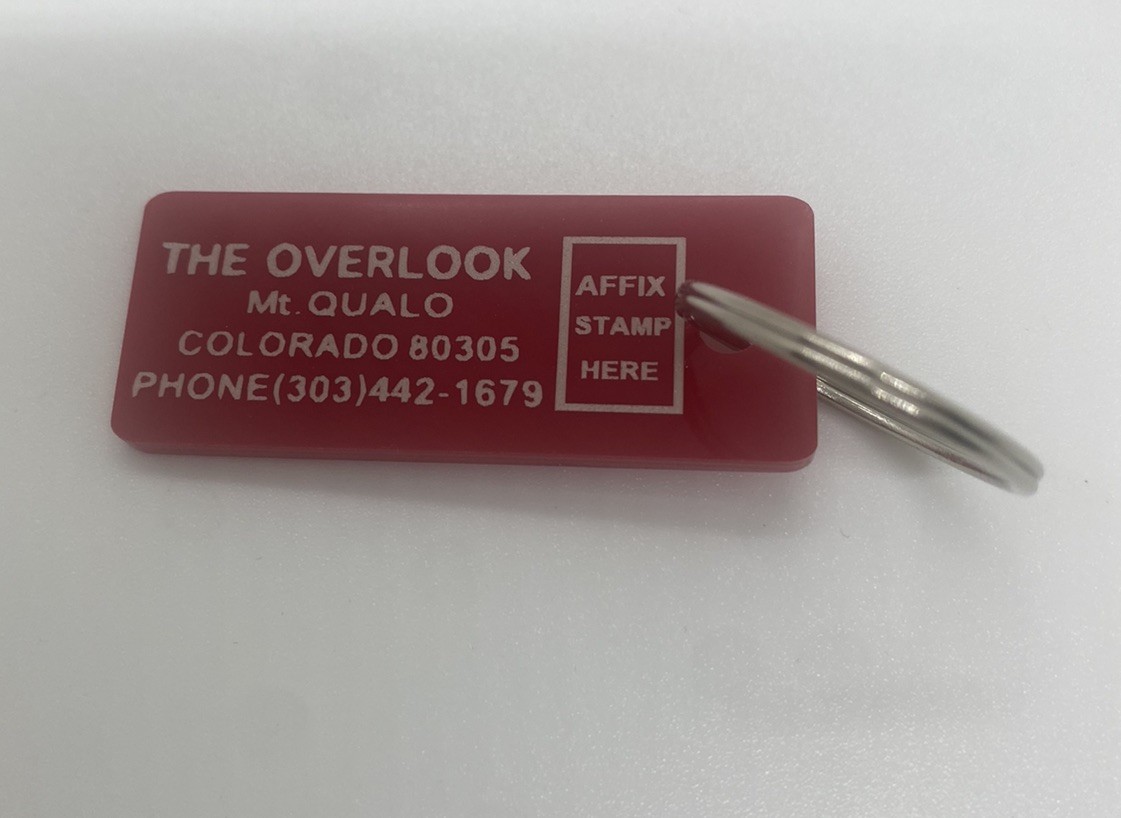 THE OVERLOOK
Mt. QUALO
COLORADO 80305
PHONE(303)442-1679
AFFIX
STAMP
HERE